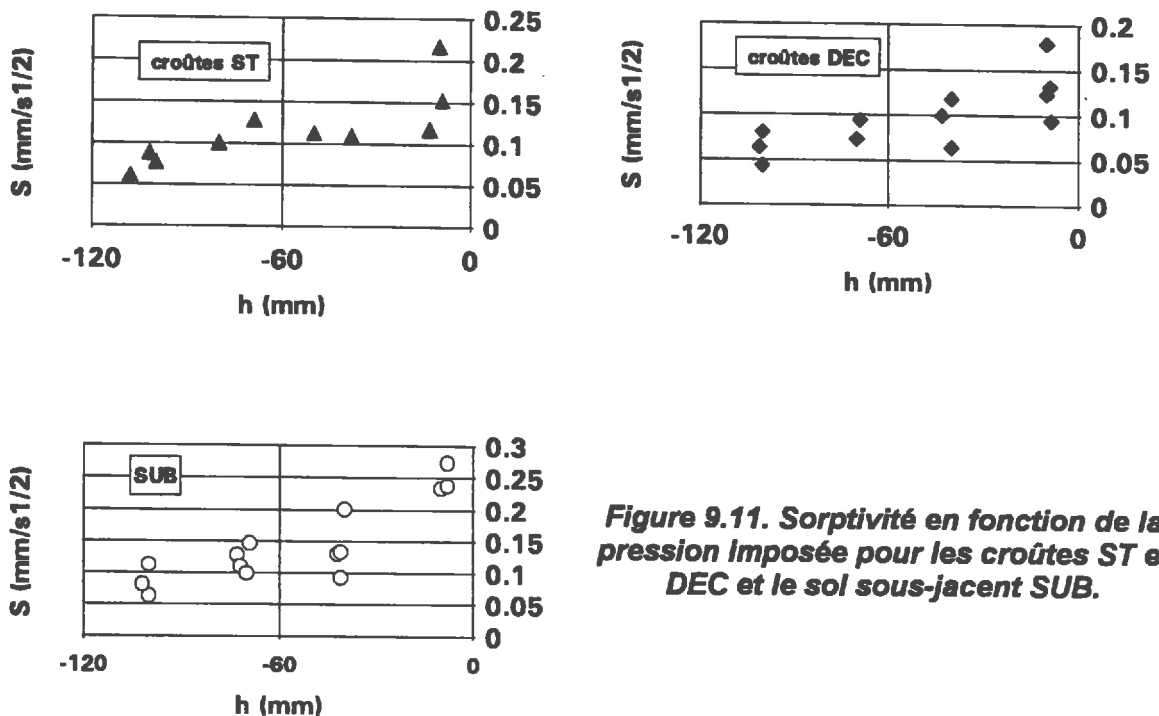 S (mm/s1/2)
croûtes ST
0.25
0.2
0.15
0.1
0.05
0
-120
-60
0
h (mm)
S (mm/s1/2)
croûtes DEC
0.2
0.15
0.1
0.05
0
-120
-60
0
h (mm)
S (mm/s1/2)
SUB
0.3
0.25
0.2
0.15
0.1
0.05
0
-120
-60
0
h (mm)
Figure 9.11. Sorptivité en fonction de la
pression Imposée pour les croûtes ST e
DEC et le sol sous-jacent SUB.